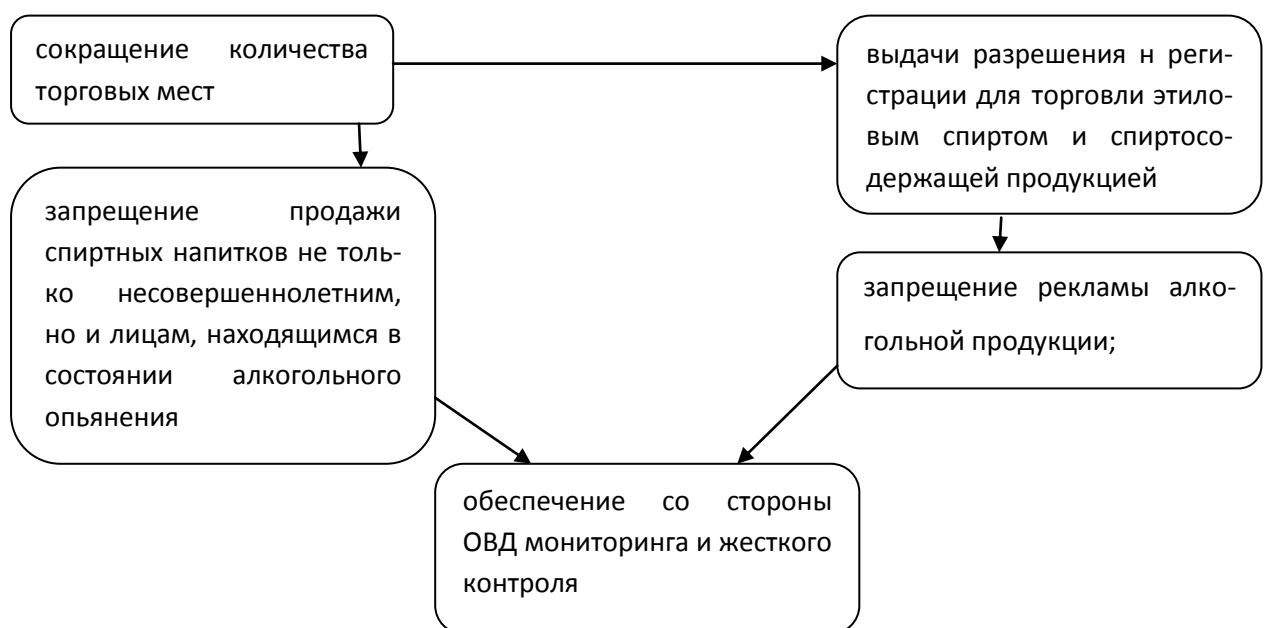 сокращение количества
торговых мест
выдачи разрешения н реги-
страции для торговли этило-
вым спиртом и спиртосо-
держащей продукцией
запрещение продажи
спиртных напитков не толь-
ко несовершеннолетним,
но и лицам, находящимся в
состоянии алкогольного
опьянения
запрещение рекламы алко-
гольной продукции;
обеспечение со стороны
ОВД мониторинга и жесткого
контроля